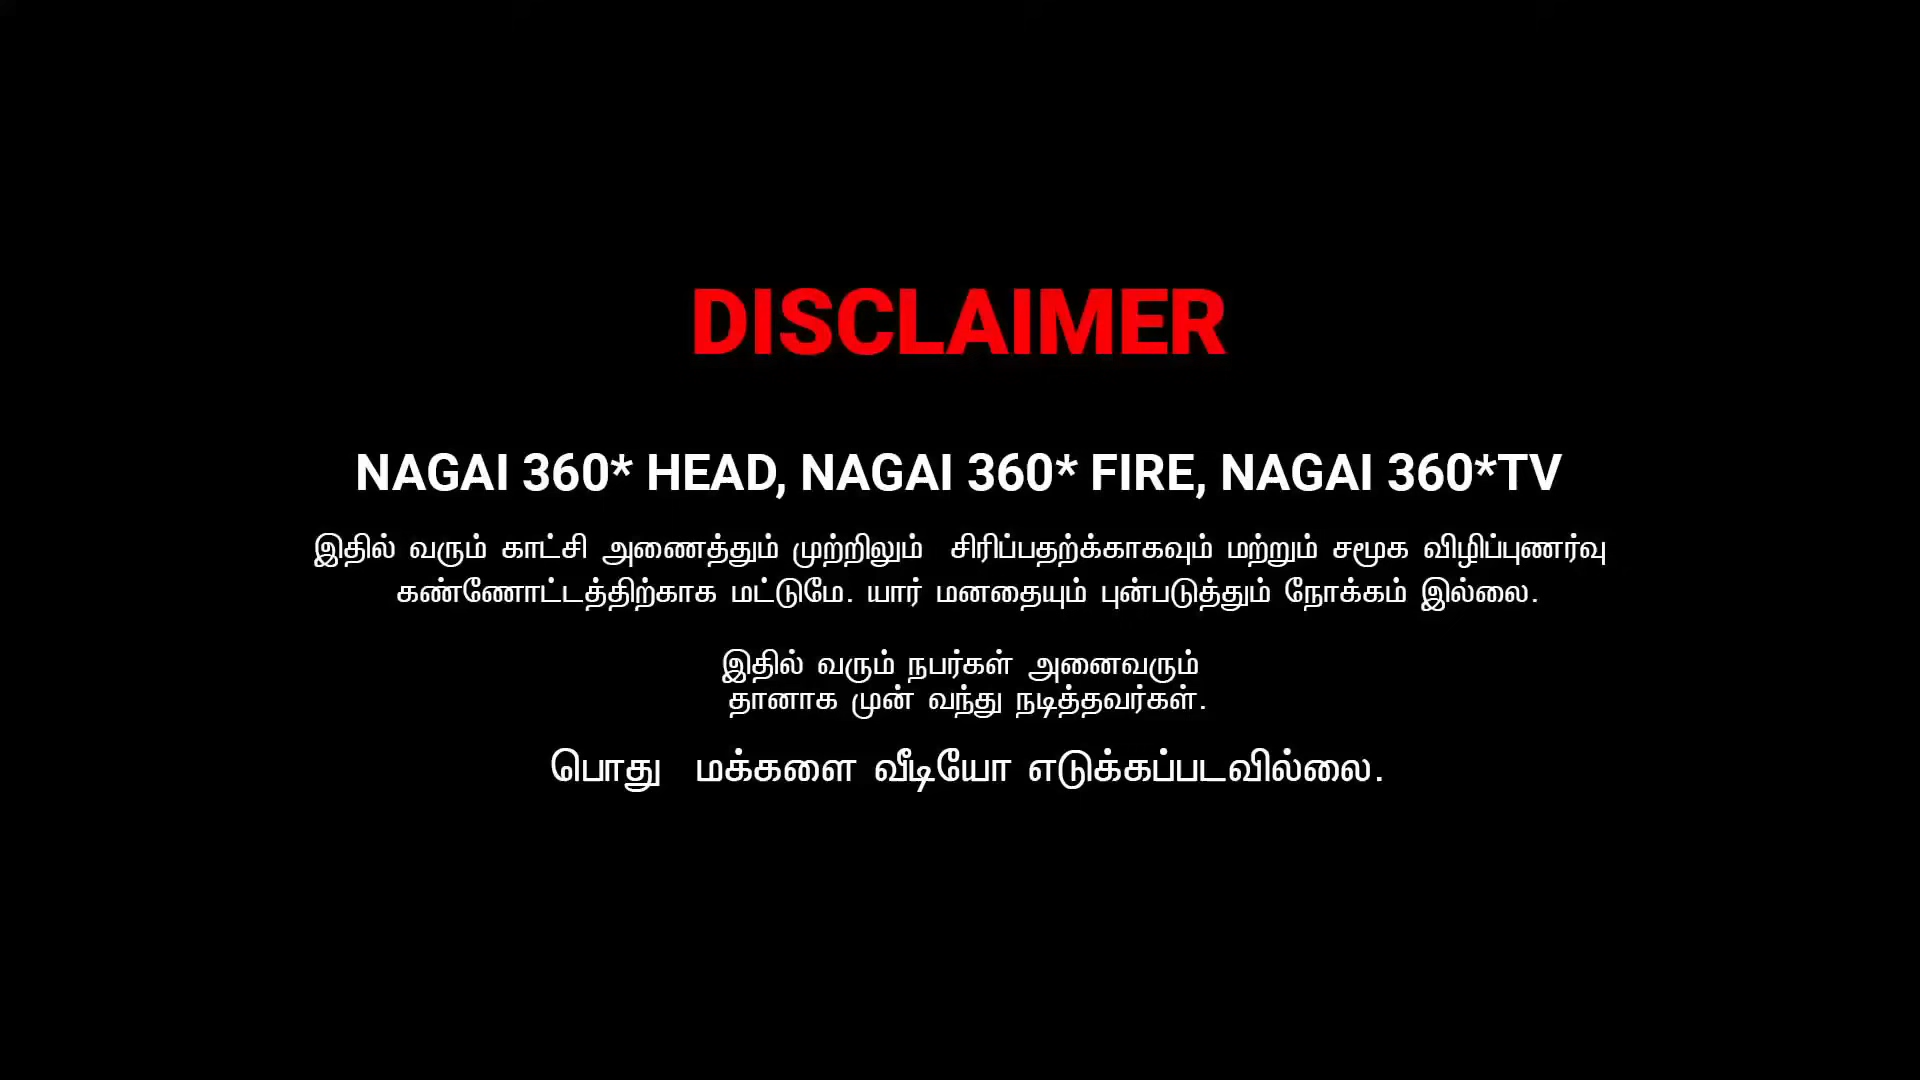 DISCLAIMER
NAGAI 360* HEAD, NAGAI 360* FIRE, NAGAI 360*TV
இதில் வரும் காட்சி அணைத்தும் முற்றிலும் சிரிப்பதற்க்காகவும் மற்றும் சமூக விழிப்புணர்வு
கண்ணோட்டத்திற்காக மட்டுமே. யார் மனதையும் புன்படுத்தும் நோக்கம் இல்லை.
இதில் வரும் நபர்கள் அனைவரும்
தானாக முன் வந்து நடித்தவர்கள்.
பொது மக்களை வீடியோ எடுக்கப்படவில்லை.